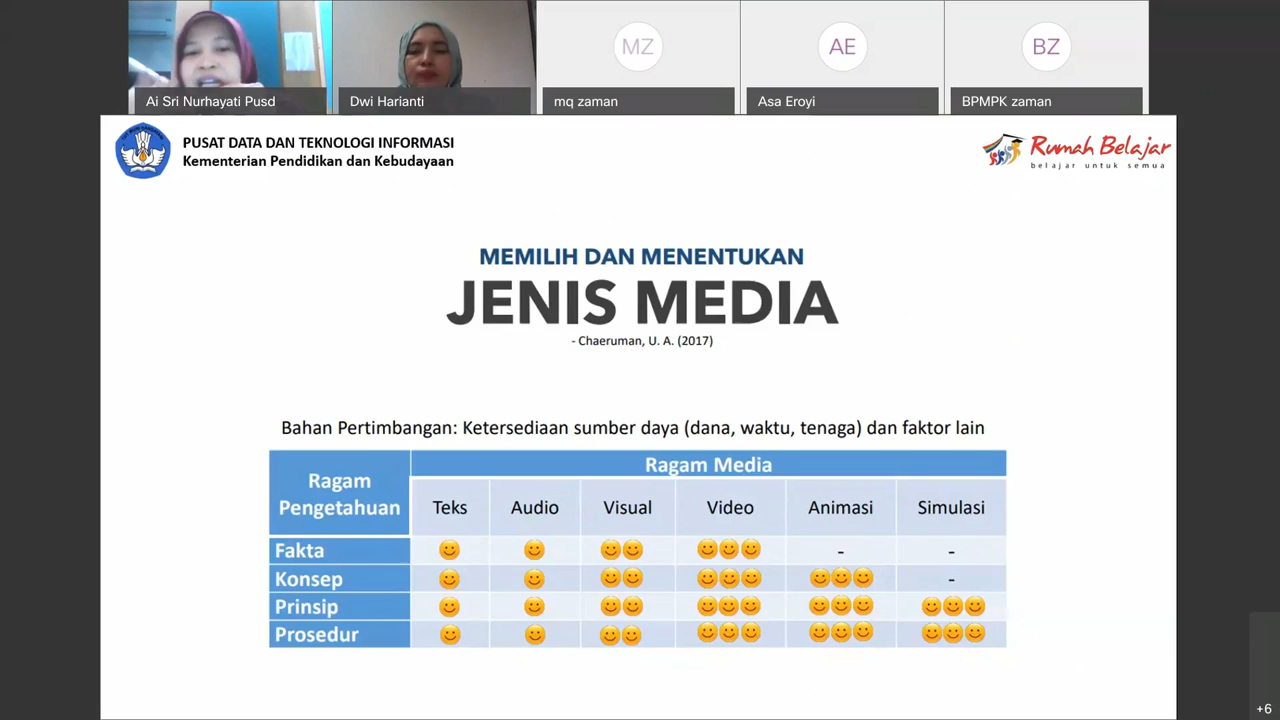 MZ
AE
BZ
Ai Sri Nurhayati Pusd
Dwi Harianti
mq zaman
Asa Eroyi
BPMPK zaman
PUSAT DATA DAN TEKNOLOGI INFORMASI
Kementerian Pendidikan dan Kebudayaan
Rumah Belajar
belajar untuk semua
MEMILIH DAN MENENTUKAN
JENIS MEDIA
- Chaeruman, U. A. (2017)
Bahan Pertimbangan: Ketersediaan sumber daya (dana, waktu, tenaga) dan faktor lain
Ragam Pengetahuan
Ragam Media
Teks Audio Visual Video Animasi Simulasi
Fakta - -
Konsep -
Prinsip
Prosedur
+6